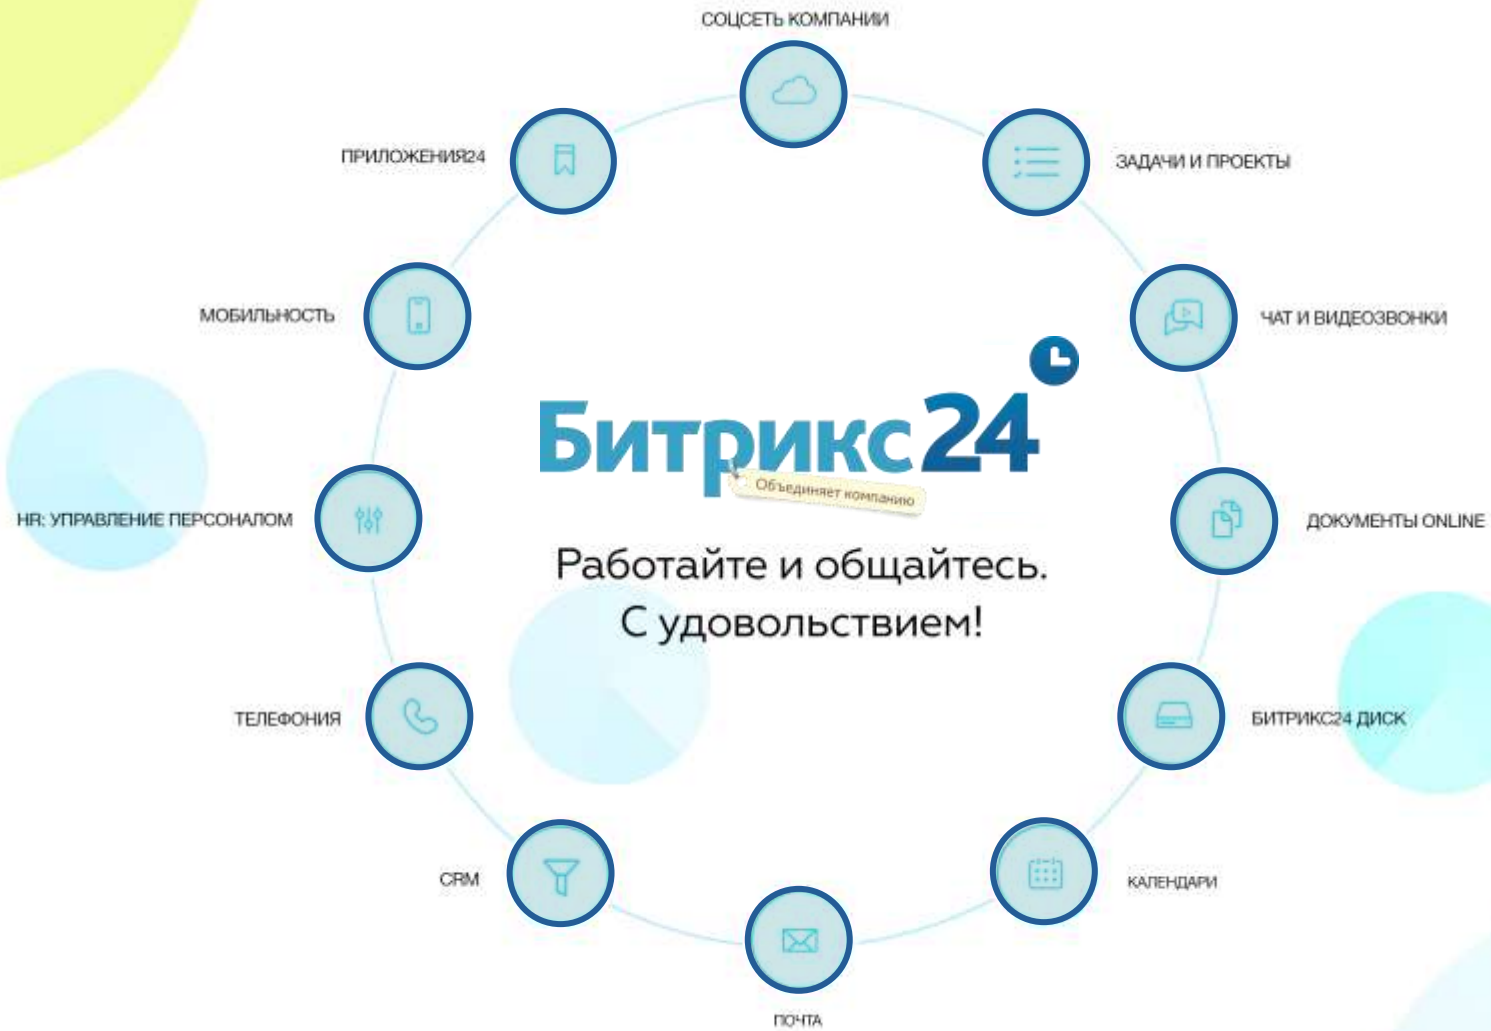 СОЦСЕТЬ КОМПАНИИ
ПРИЛОЖЕНИЯ24
ЗАДАЧИ И ПРОЕКТЫ
МОБИЛЬНОСТЬ
ЧАТ И ВИДЕОЗВОНКИ
Битрикс24
Объединяет компанию
HR: УПРАВЛЕНИЕ ПЕРСОНАЛОМ
ДОКУМЕНТЫ ONLINE
Работайте и общайтесь.
С удовольствием!
ТЕЛЕФОНИЯ
БИТРИКС24 ДИСК
CRM
КАЛЕНДАРИ
ПОЧТА